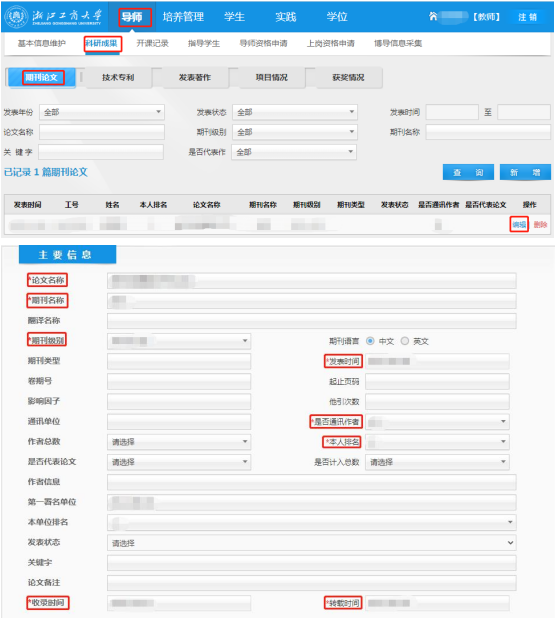 浙江工商大学 导师 培养管理 学生 实践 学位 【教师】 注 销
ZHEJIANG GONGSHANG UNIVERSITY
基本信息维护 科研成果 开课记录 指导学生 导师资格申请 上岗资格申请 博导信息采集
期刊论文 技术专利 发表著作 项目情况 获奖情况
发表年份 全部 发表状态 全部 发表时间 至
论文名称 期刊级别 全部 期刊名称
关 键 字 是否代表作 全部
已记录 1 篇期刊论文 查 询 新 增
发表时间 工号 姓名 本人排名 论文名称 期刊名称 期刊级别 期刊类型 发表状态 是否通讯作者 是否代表论文 操作
编辑 删除
主 要 信 息
*论文名称
*期刊名称
翻译名称
*期刊级别 期刊语言 中文 英文
期刊类型 *发表时间
卷期号 起止页码
影响因子 他引次数
通讯单位 *是否通讯作者
作者总数 请选择 *本人排名
是否代表论文 请选择 是否计入总数 请选择
作者信息
第一署名单位
本单位排名
发表状态 请选择
关键字
论文备注
*收录时间 *转载时间